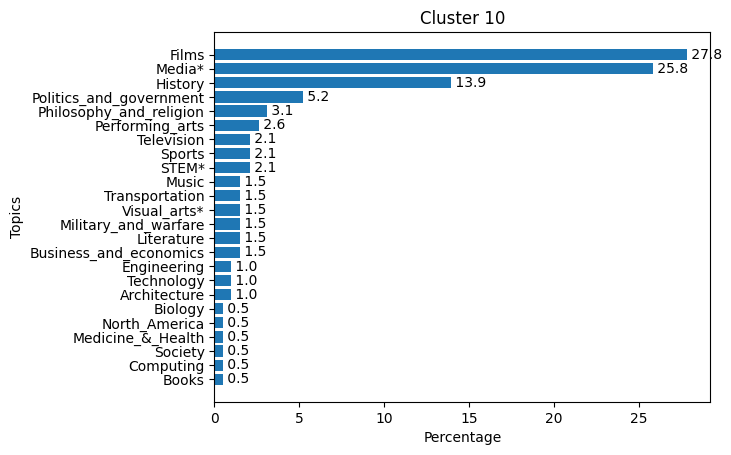 Cluster 10
Topics
Films 27.8
Media* 25.8
History 13.9
Politics_and_government 5.2
Philosophy_and_religion 3.1
Performing_arts 2.6
Television 2.1
Sports 2.1
STEM* 2.1
Music 1.5
Transportation 1.5
Visual_arts* 1.5
Military_and_warfare 1.5
Literature 1.5
Business_and_economics 1.5
Engineering 1.0
Technology 1.0
Architecture 1.0
Biology 0.5
North_America 0.5
Medicine_&_Health 0.5
Society 0.5
Computing 0.5
Books 0.5
0 5 10 15 20 25
Percentage